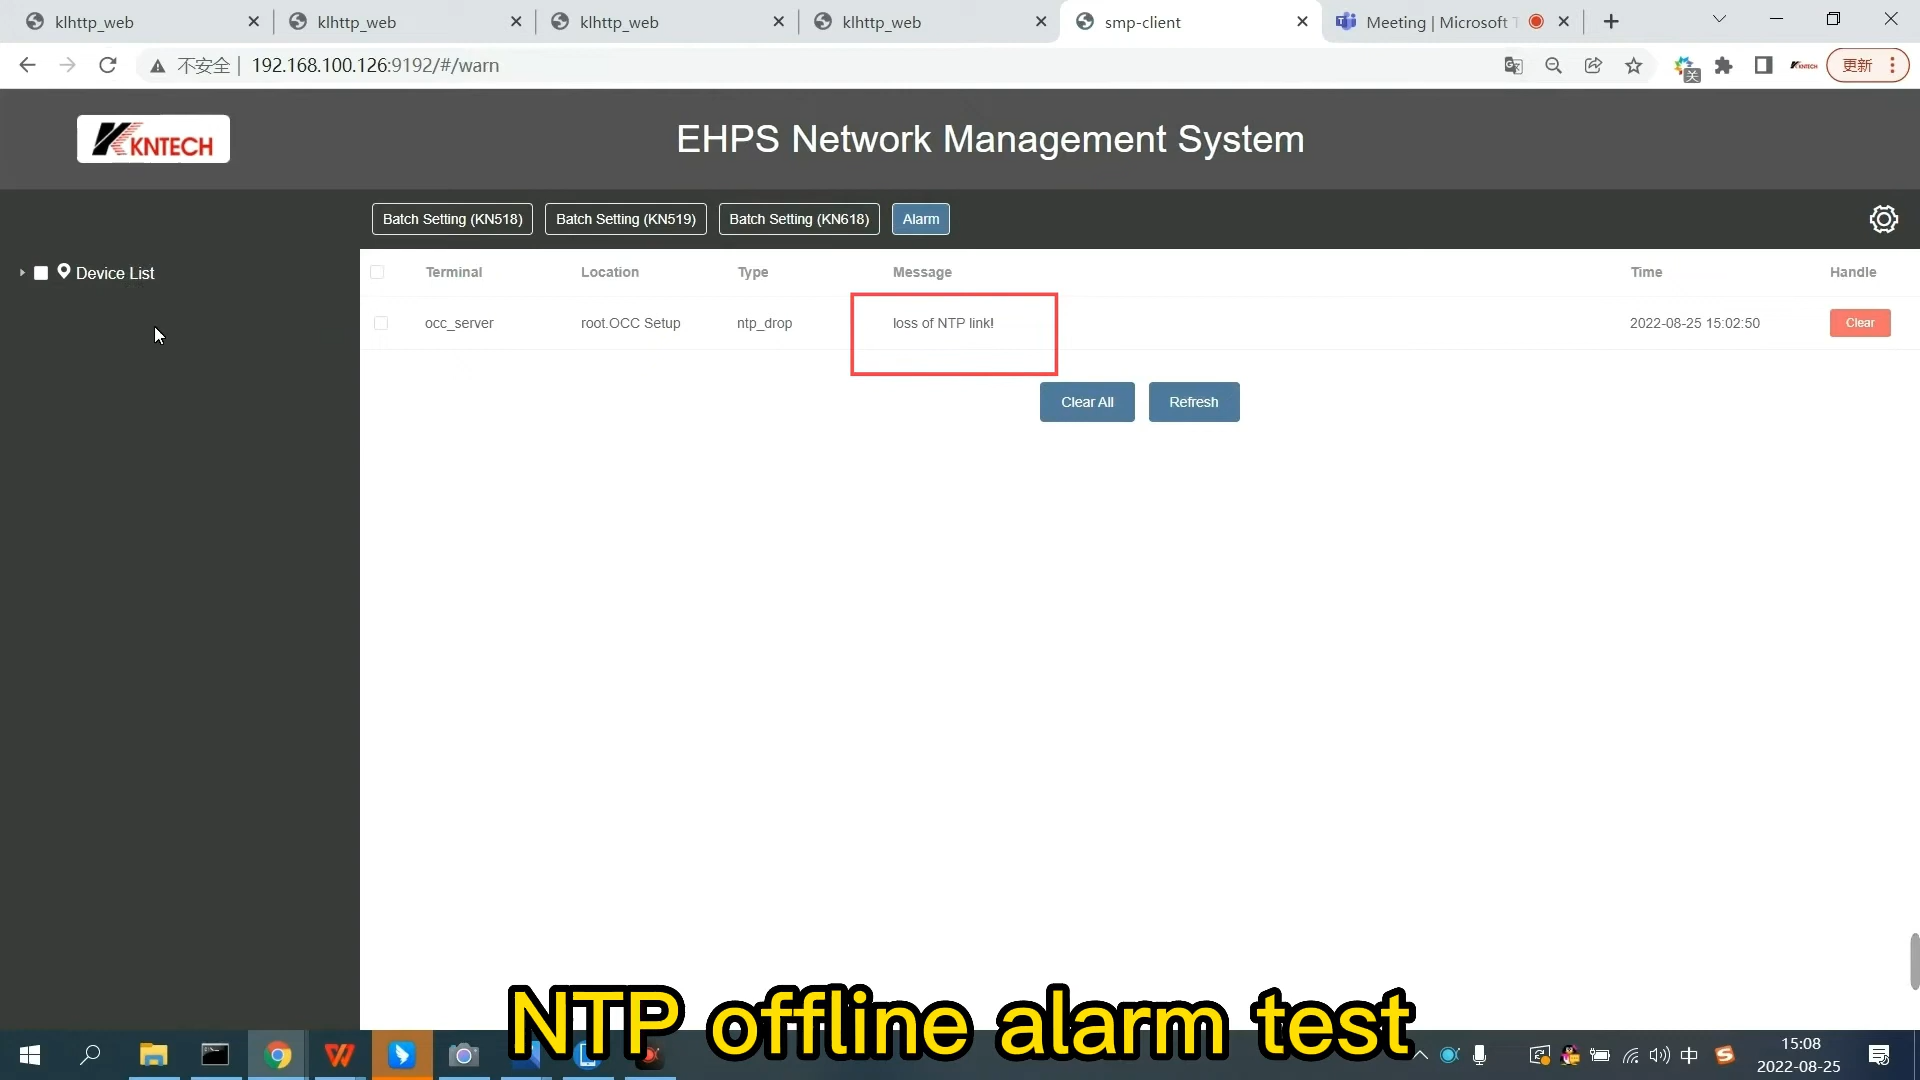 klhttp_web
klhttp_web
klhttp_web
klhttp_web
smp-client
Meeting | Microsoft T
不安全 | 192.168.100.126:9192/#/warn
关
KNTECH
更新
KNTECH
EHPS Network Management System
Batch Setting (KN518)
Batch Setting (KN519)
Batch Setting (KN618)
Alarm
Device List
Terminal Location Type Message Time Handle
occ_server root.OCC Setup ntp_drop loss of NTP link! 2022-08-25 15:02:50 Clear
Clear All
Refresh
NTP offline alarm test
中
15:08
2022-08-25